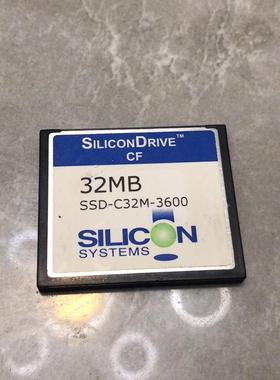 SILICONDRIVE™
CF
32MB
SSD-C32M-3600
SILICON
SYSTEMS